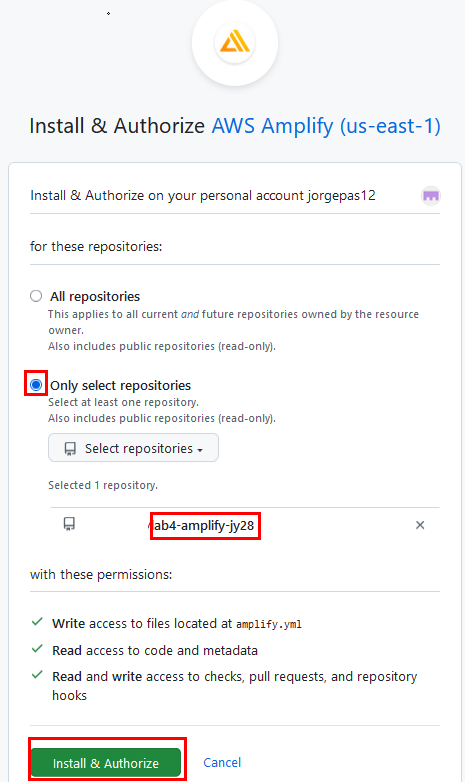 Install & Authorize AWS Amplify (us-east-1)
Install & Authorize on your personal account jorgepas12
for these repositories:
All repositories
This applies to all current and future repositories owned by the resource
owner.
Also includes public repositories (read-only).
Only select repositories
Select at least one repository.
Also includes public repositories (read-only).
Select repositories
Selected 1 repository.
ab4-amplify-jy28
with these permissions:
Write access to files located at amplify.yml
Read access to code and metadata
Read and write access to checks, pull requests, and repository
hooks
Install & Authorize Cancel